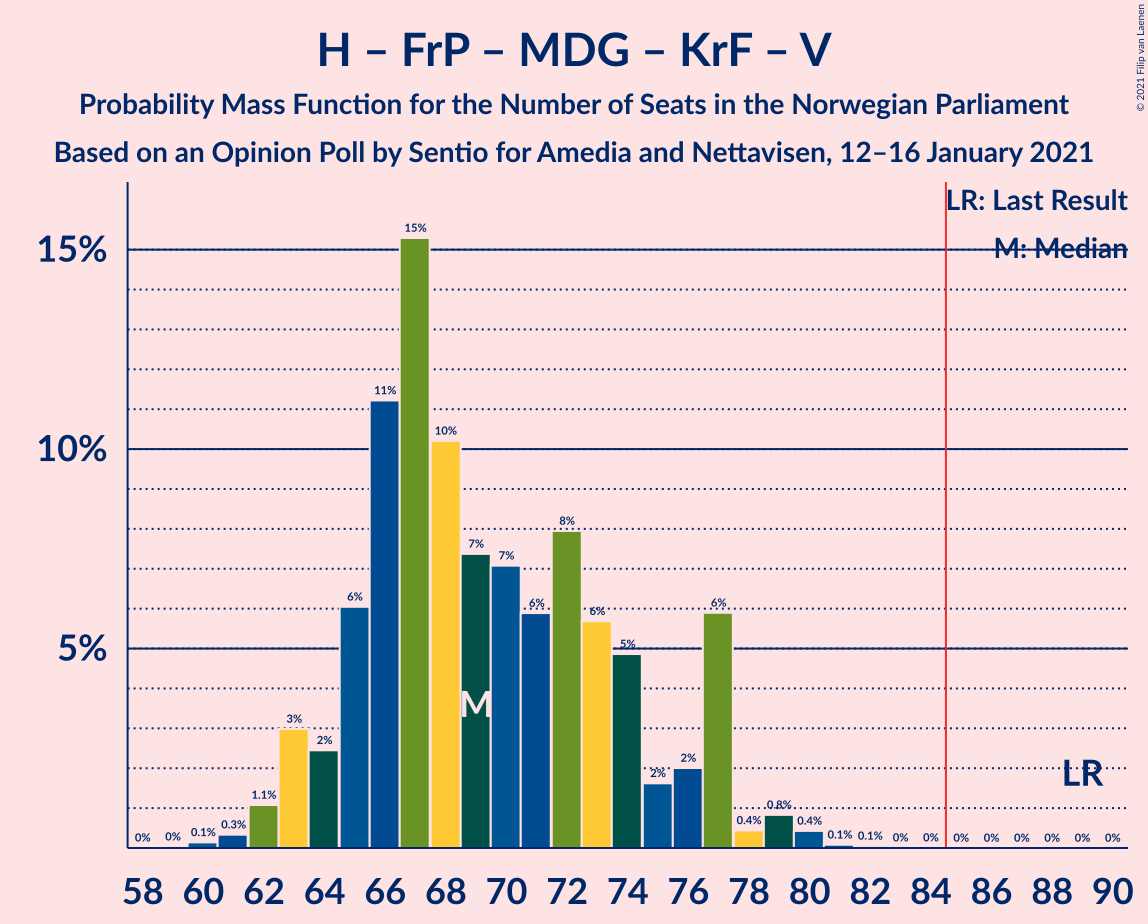 H – FrP – MDG – KrF – V
Probability Mass Function for the Number of Seats in the Norwegian Parliament
Based on an Opinion Poll by Sentio for Amedia and Nettavisen, 12–16 January 2021
© 2021 Filip van Laenen
LR: Last Result
M: Median
15%
10%
5%
0% 0% 0.1% 0.3% 1.1% 3% 2% 6% 11% 15% 10% 7% 7% 6% 8% 6% 5% 2% 2% 6% 0.4% 0.8% 0.4% 0.1% 0.1% 0% 0% 0% 0% 0% 0% 0% 0%
M
LR
58 60 62 64 66 68 70 72 74 76 78 80 82 84 86 88 90